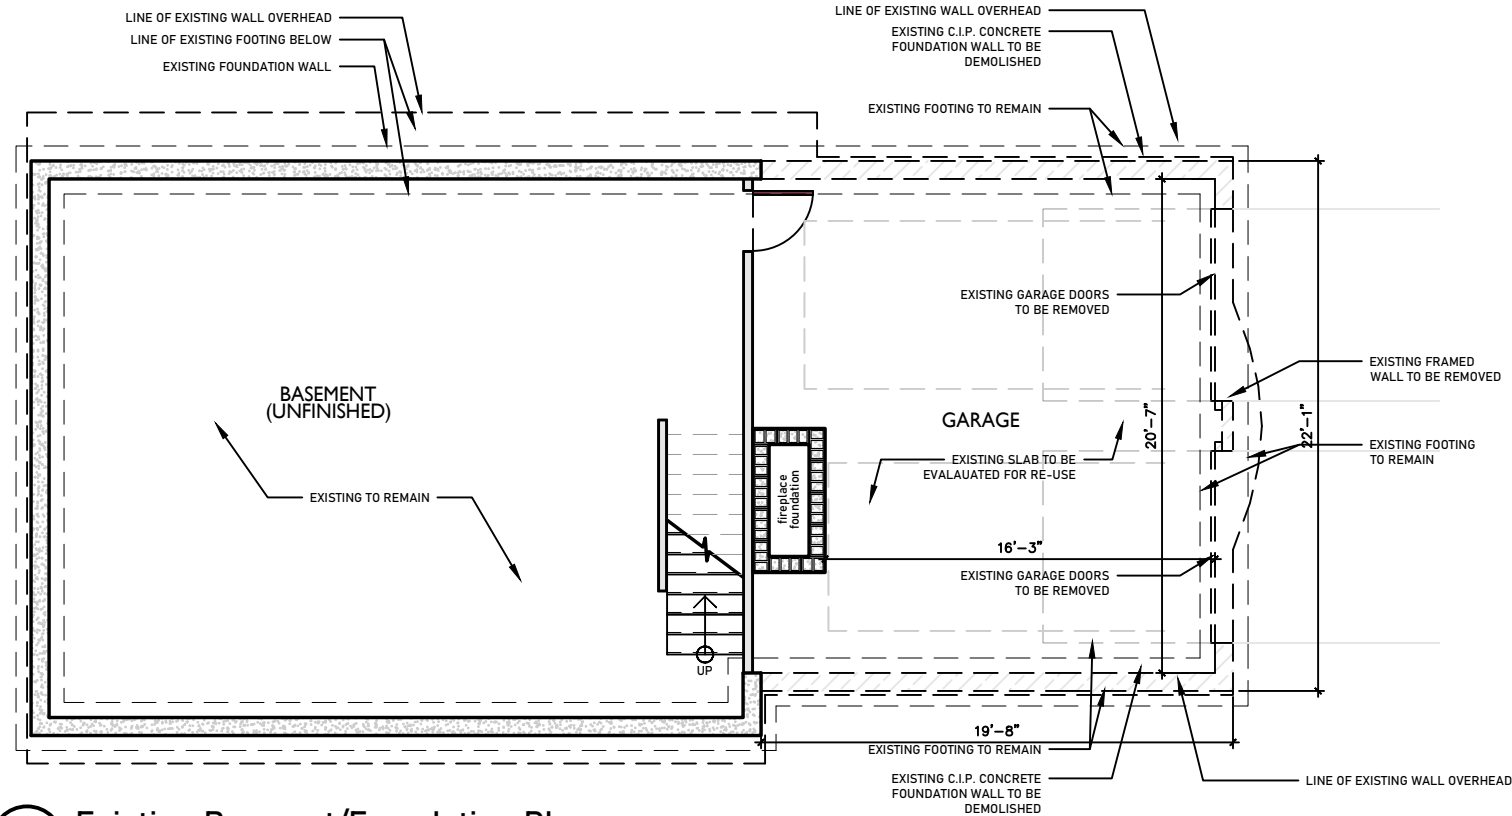 LINE OF EXISTING WALL OVERHEAD
LINE OF EXISTING FOOTING BELOW
EXISTING FOUNDATION WALL
LINE OF EXISTING WALL OVERHEAD
EXISTING C.I.P. CONCRETE
FOUNDATION WALL TO BE
DEMOLISHED
EXISTING FOOTING TO REMAIN
EXISTING GARAGE DOORS
TO BE REMOVED
EXISTING FRAMED
WALL TO BE REMOVED
BASEMENT
(UNFINISHED)
GARAGE
20'-7"
22'-1"
EXISTING SLAB TO BE
EVALAUATED FOR RE-USE
EXISTING FOOTING
TO REMAIN
EXISTING TO REMAIN
fireplace
foundation
16'-3"
EXISTING GARAGE DOORS
TO BE REMOVED
UP
19'-8"
EXISTING FOOTING TO REMAIN
EXISTING C.I.P. CONCRETE
FOUNDATION WALL TO BE
DEMOLISHED
LINE OF EXISTING WALL OVERHEAD